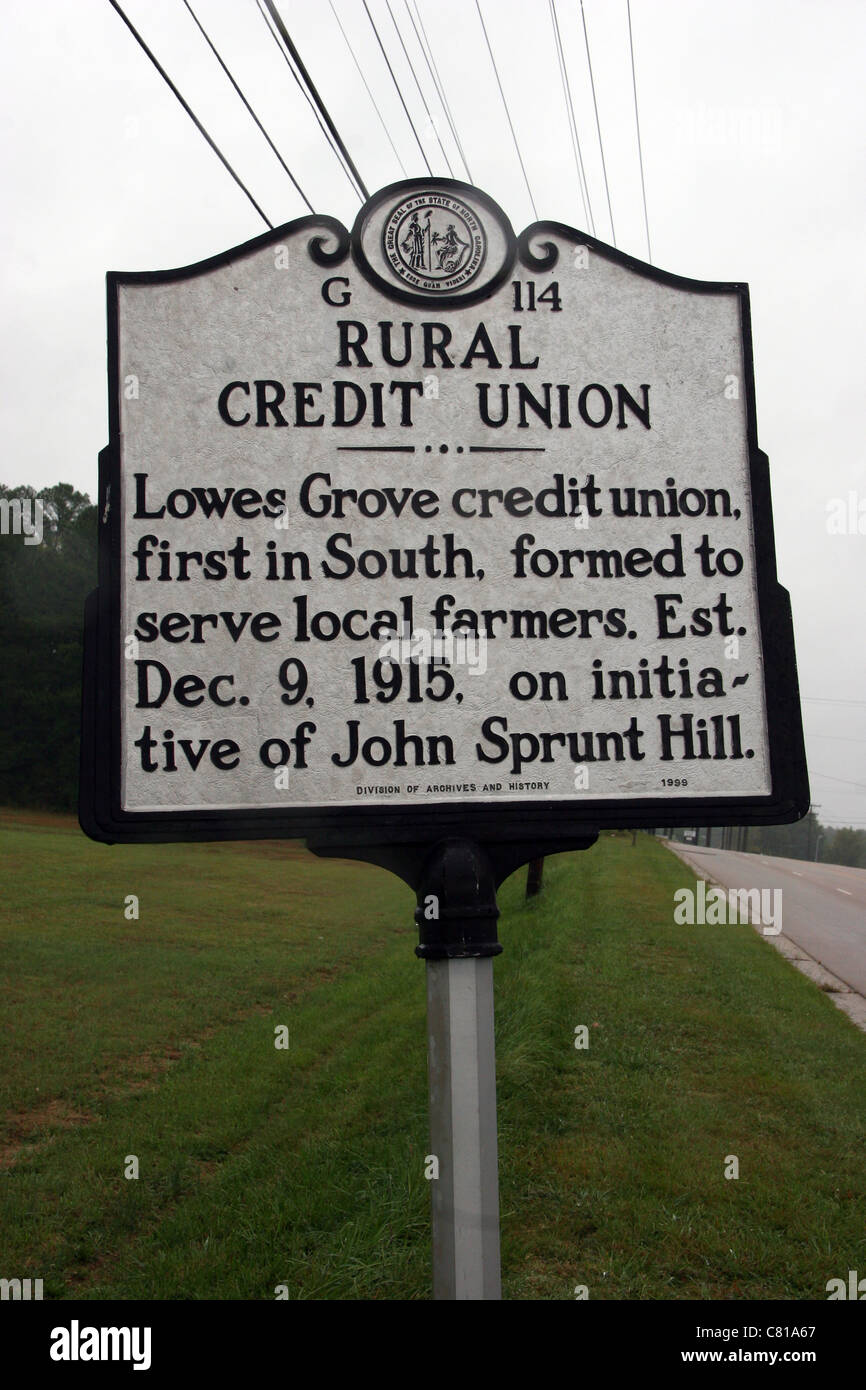 THE GREAT SEAL OF THE STATE OF NORTH CAROLINA
ESSE QUAM VIDERI
G 114
RURAL
CREDIT UNION
Lowes Grove credit union,
first in South, formed to
serve local farmers. Est.
Dec. 9, 1915, on initia-
tive of John Sprunt Hill.
DIVISION OF ARCHIVES AND HISTORY 1999
a
alamy
a
alamy stock photo
C81A67
www.alamy.com